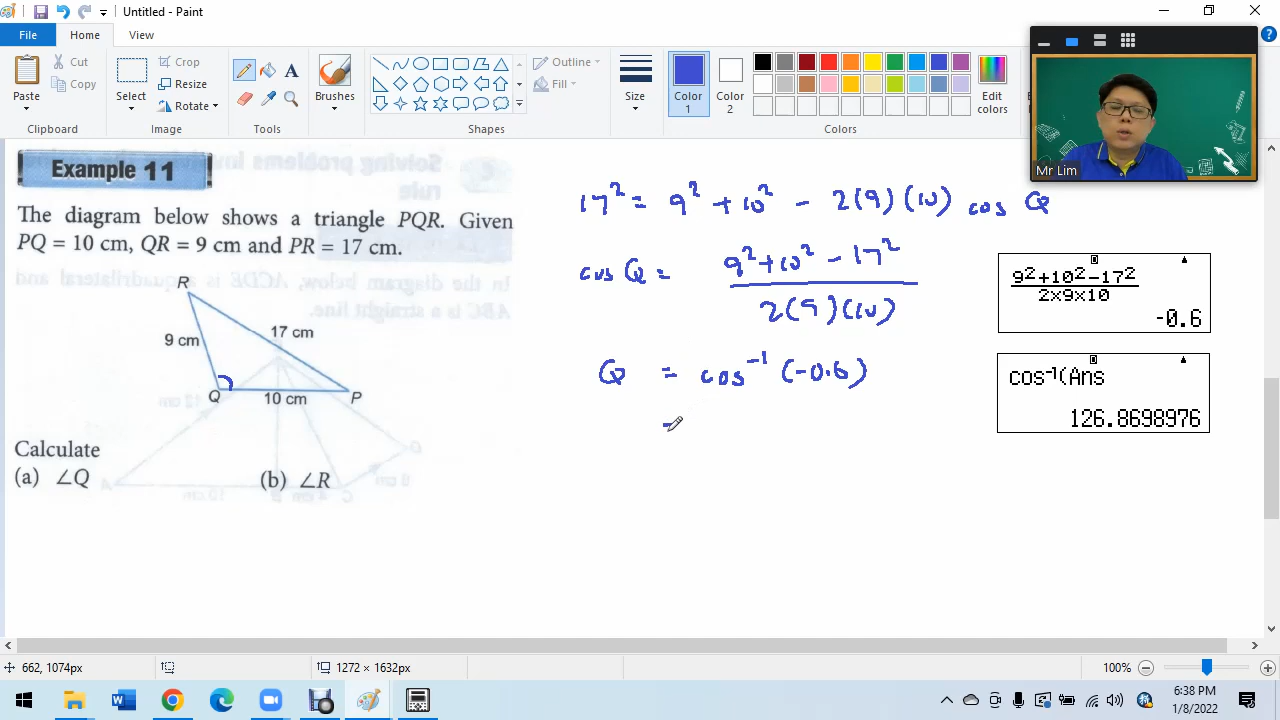 Untitled - Paint
File Home View
Paste Cut Copy Clipboard
Select Crop Resize Rotate Image
A Tools
Brushes
Outline Fill Shapes
Size
Color 1 Color 2 Edit colors Colors
Mr Lim
Example 11
The diagram below shows a triangle PQR. Given
PQ = 10 cm, QR = 9 cm and PR = 17 cm.
R
17 cm
9 cm
Q 10 cm P
Calculate
(a) ∠Q (b) ∠R
17² = 9² + 10² - 2(9)(10) cos Q
cos Q = 9² + 10² - 17² / 2(9)(10)
Q = cos⁻¹ (-0.6)
9²+10²−17²
2×9×10
-0.6
cos⁻¹(Ans
126.8698976
662, 1074px 1272 × 1632px 100%
6:38 PM
1/8/2022